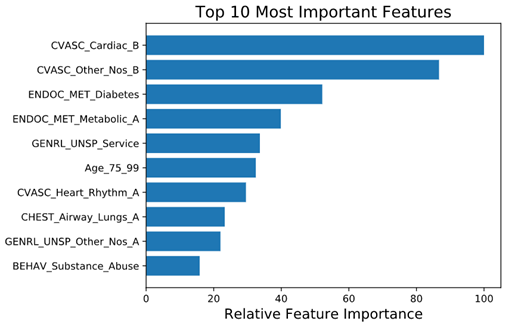 Top 10 Most Important Features
CVASC_Cardiac_B
CVASC_Other_Nos_B
ENDOC_MET_Diabetes
ENDOC_MET_Metabolic_A
GENRL_UNSP_Service
Age_75_99
CVASC_Heart_Rhythm_A
CHEST_Airway_Lungs_A
GENRL_UNSP_Other_Nos_A
BEHAV_Substance_Abuse
0 20 40 60 80 100
Relative Feature Importance